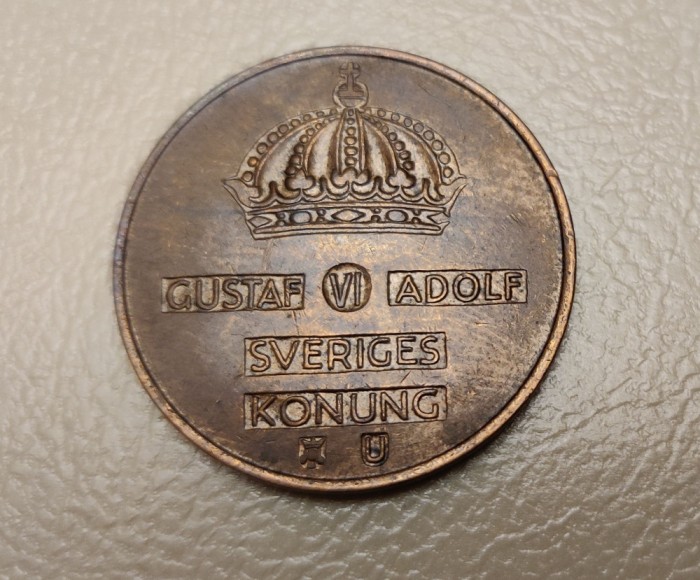 GUSTAF VI ADOLF
SVERIGES
KONUNG
U